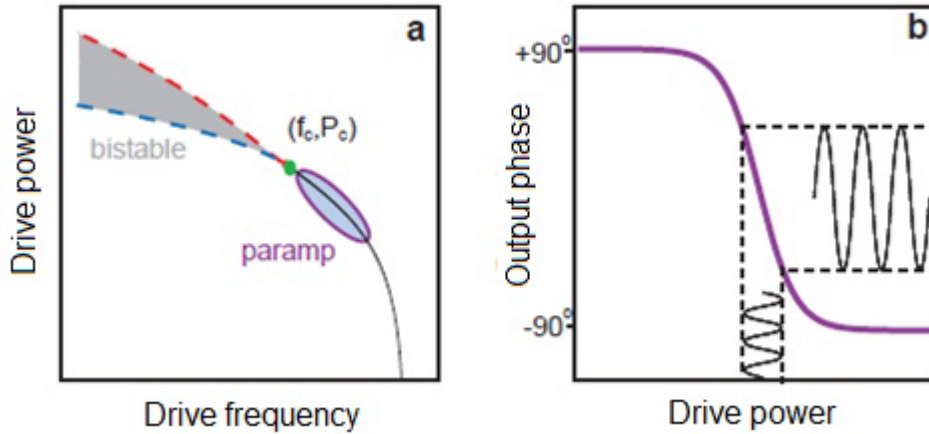 a
Drive power
bistable
(fc,Pc)
paramp
Drive frequency
b
+90°
Output phase
-90°
Drive power